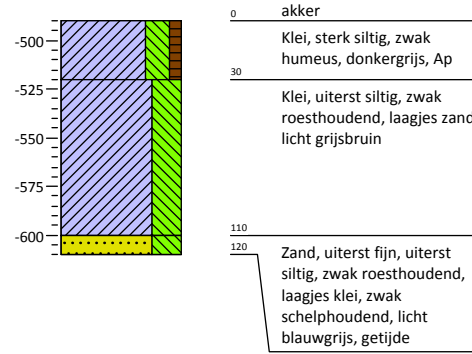 0 akker
-500
Klei, sterk siltig, zwak
humeus, donkergrijs, Ap
-525
30
Klei, uiterst siltig, zwak
roesthoudend, laagjes zand,
licht grijsbruin
-550
-575
-600
110
120
Zand, uiterst fijn, uiterst
siltig, zwak roesthoudend,
laagjes klei, zwak
schelphoudend, licht
blauwgrijs, getijde